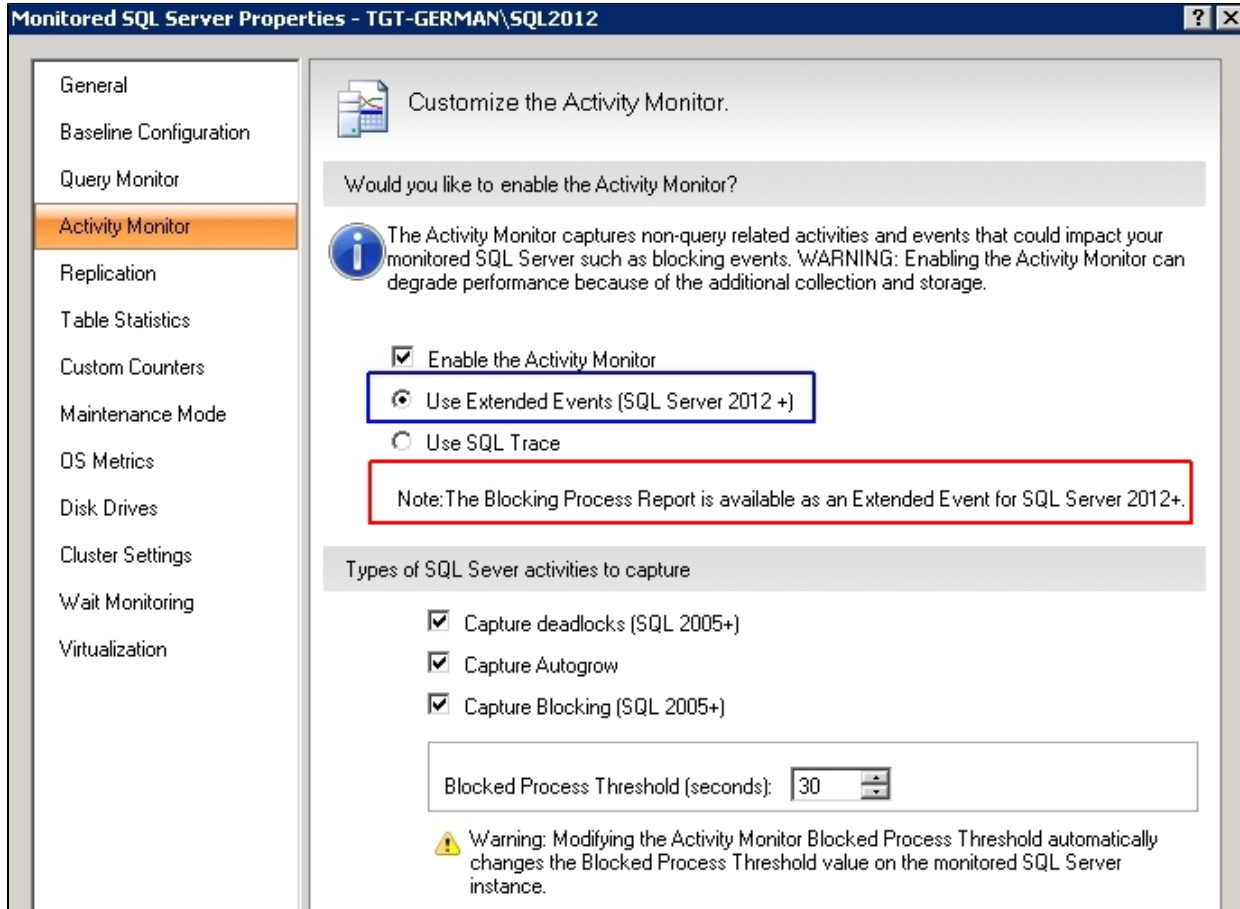 Monitored SQL Server Properties - TGT-GERMAN\SQL2012
General
Baseline Configuration
Query Monitor
Activity Monitor
Replication
Table Statistics
Custom Counters
Maintenance Mode
OS Metrics
Disk Drives
Cluster Settings
Wait Monitoring
Virtualization
Customize the Activity Monitor.
Would you like to enable the Activity Monitor?
The Activity Monitor captures non-query related activities and events that could impact your
monitored SQL Server such as blocking events. WARNING: Enabling the Activity Monitor can
degrade performance because of the additional collection and storage.
Enable the Activity Monitor
Use Extended Events (SQL Server 2012 +)
Use SQL Trace
Note:The Blocking Process Report is available as an Extended Event for SQL Server 2012+.
Types of SQL Sever activities to capture
Capture deadlocks (SQL 2005+)
Capture Autogrow
Capture Blocking (SQL 2005+)
Blocked Process Threshold (seconds): 30
Warning: Modifying the Activity Monitor Blocked Process Threshold automatically
changes the Blocked Process Threshold value on the monitored SQL Server
instance.